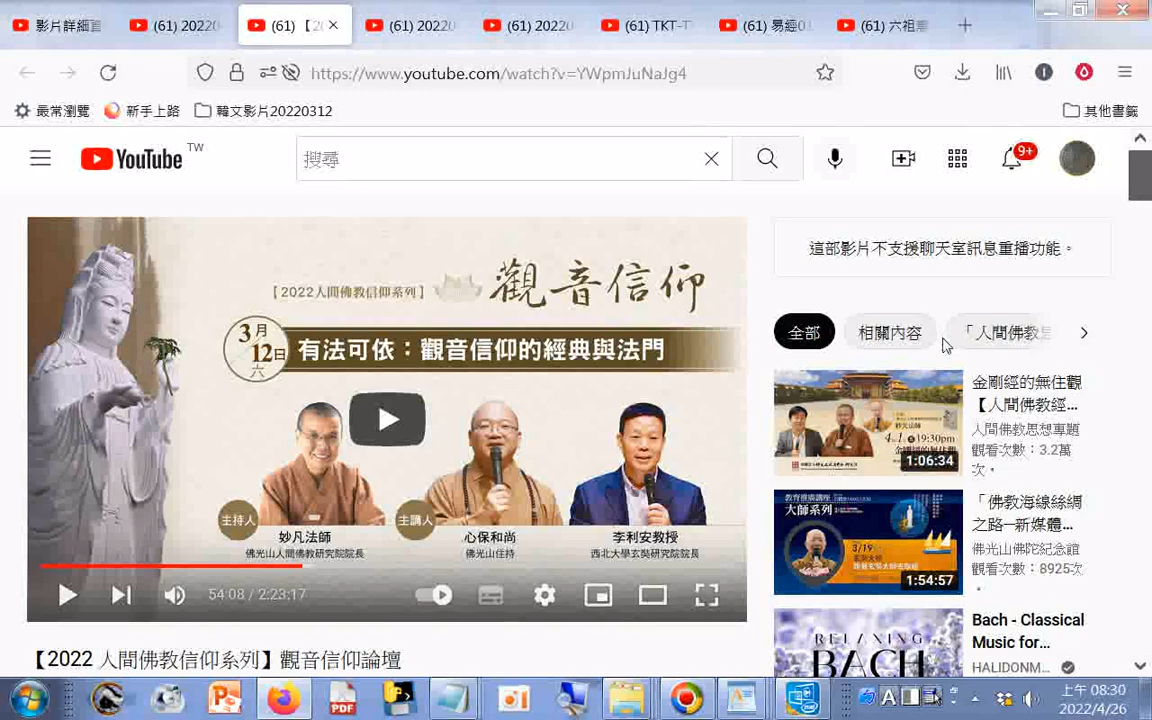 影片詳細資
(61) 20220
(61) 【
(61) 20220
(61) 20220
(61) TKT-T
(61) 易經0
(61) 六祖
https://www.youtube.com/watch?v=YWpmJuNaJg4
最常瀏覽
新手上路
韓文影片20220312
其他書籤
YouTube TW
搜尋
9+
【2022人間佛教信仰系列】
觀音信仰
3月
12日
六
有法可依：觀音信仰的經典與法門
主持人
妙凡法師
佛光山人間佛教研究院院長
主講人
心保和尚
佛光山住持
李利安教授
西北大學玄奘研究院院長
54:08 / 2:23:17
【2022 人間佛教信仰系列】觀音信仰論壇
這部影片不支援聊天室訊息重播功能。
全部
相關內容
「人間佛教
金剛經的無住觀
【人間佛教經...
人間佛教思想專題
觀看次數：3.2萬
次・
1:06:34
「佛教海線絲綢
之路─新媒體...
佛光山佛陀紀念館
觀看次數：8925次
・
大師系列
3/19
1:54:57
Bach - Classical
Music for...
HALIDONM...
RELAXING
BACH
PDF
上午 08:30
2022/4/26